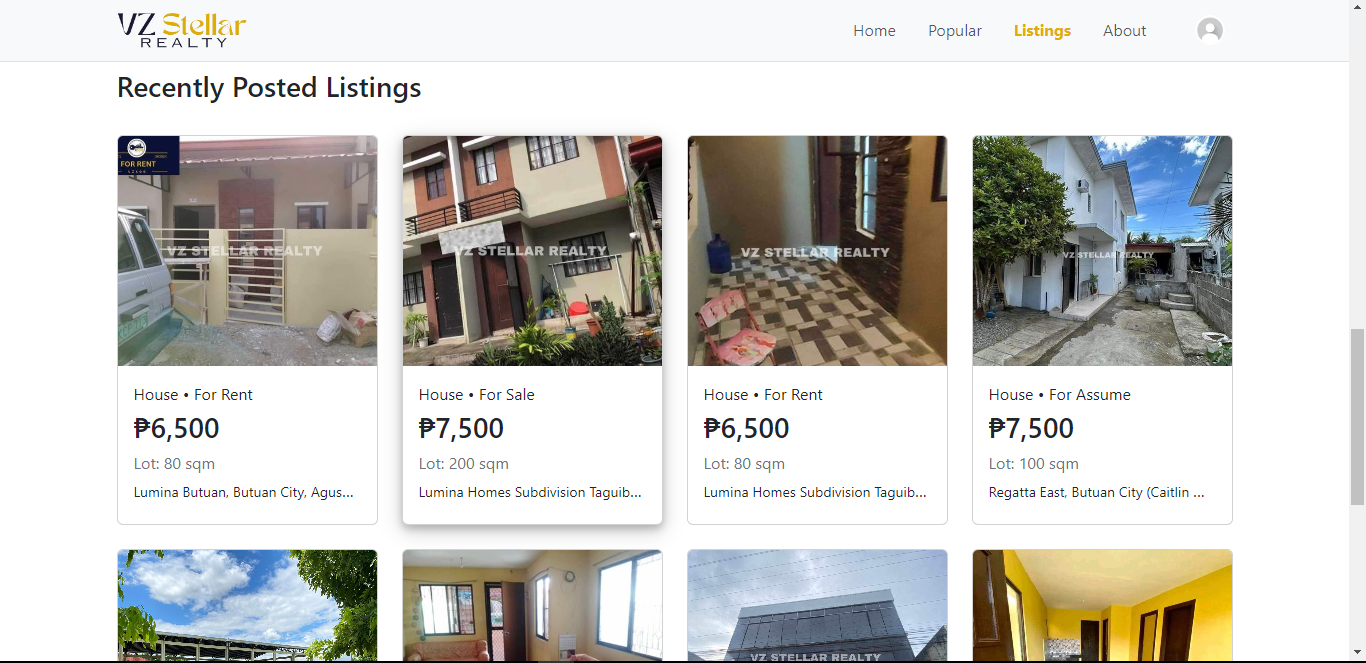 VZ Stellar
REALTY
Home
Popular
Listings
About
Recently Posted Listings
FOR RENT
VZ STELLAR REALTY
VZ STELLAR REALTY
VZ STELLAR REALTY
VZ STELLAR REALTY
House • For Rent
₱6,500
Lot: 80 sqm
Lumina Butuan, Butuan City, Agus...
House • For Sale
₱7,500
Lot: 200 sqm
Lumina Homes Subdivision Taguib...
House • For Rent
₱6,500
Lot: 80 sqm
Lumina Homes Subdivision Taguib...
House • For Assume
₱7,500
Lot: 100 sqm
Regatta East, Butuan City (Caitlin ...
VZ STELLAR REALTY